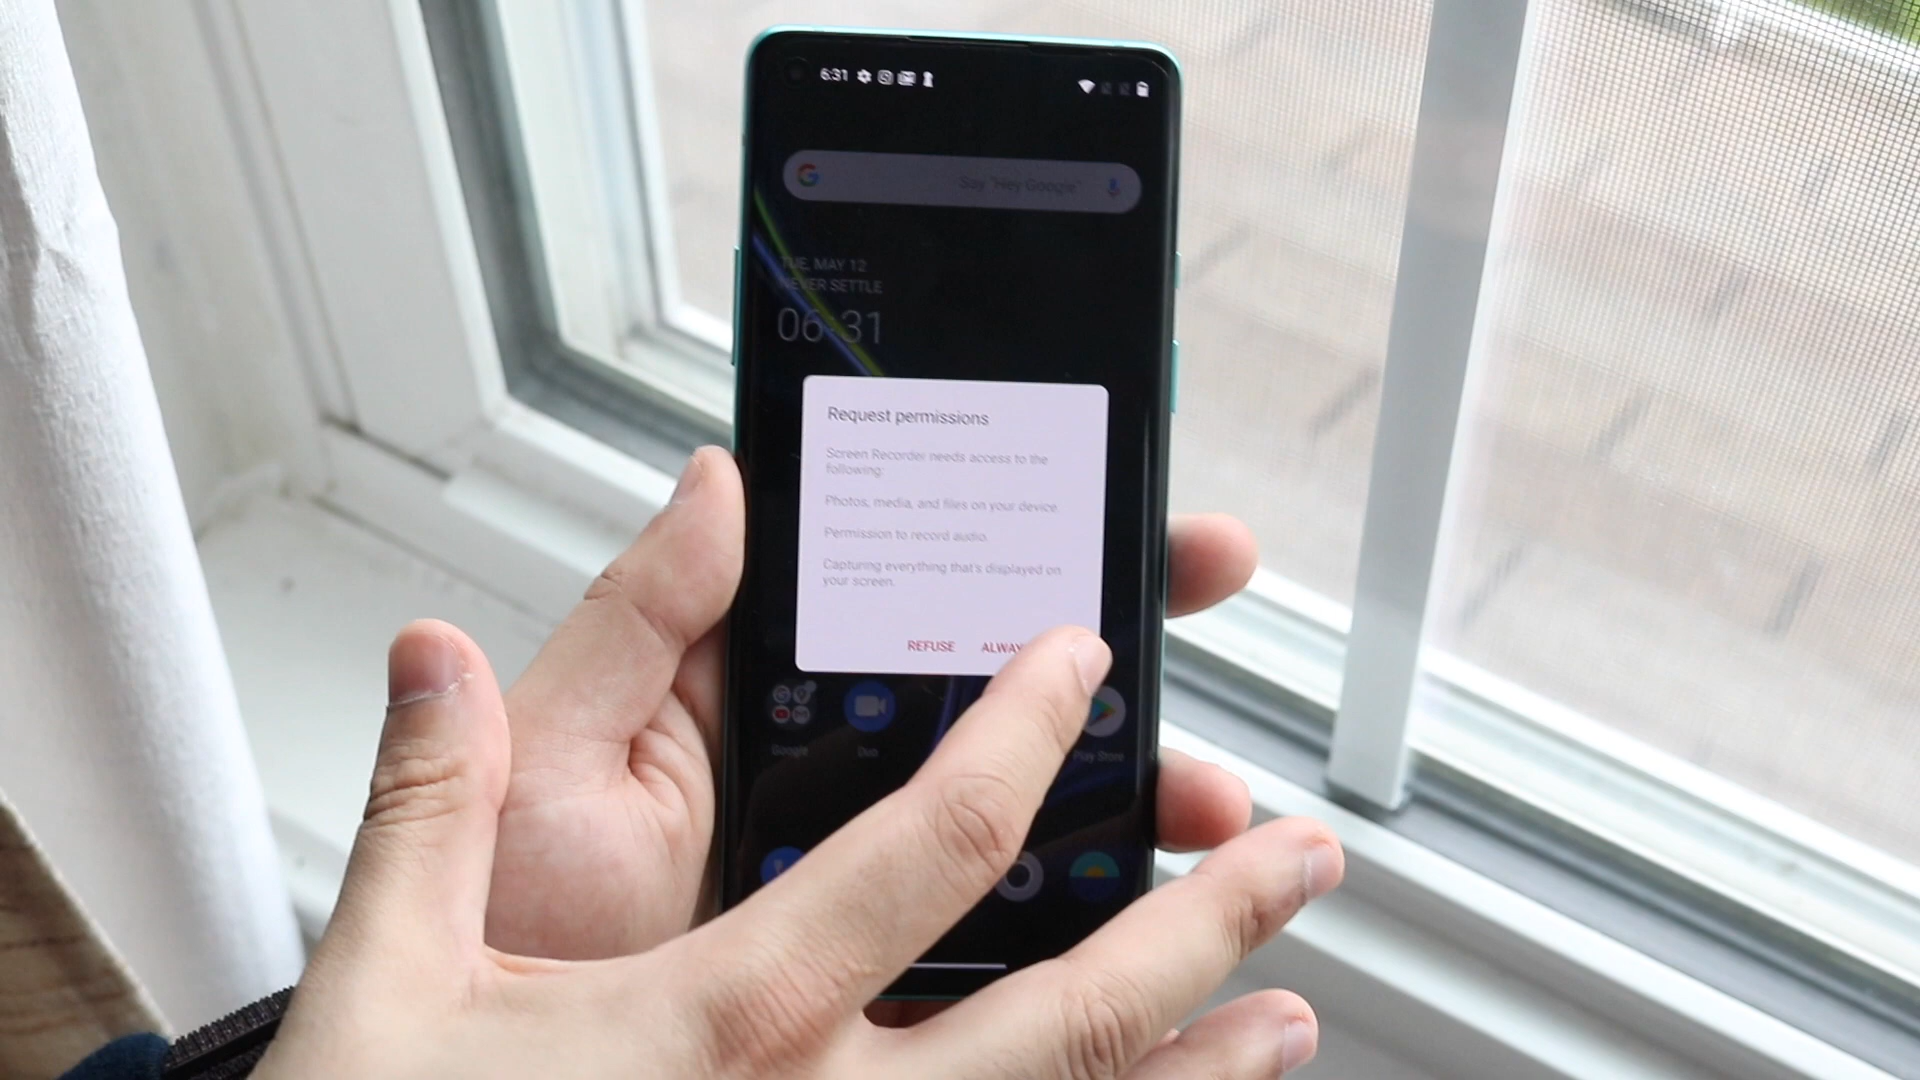 6:31
Say "Hey Google"
TUE, MAY 12
NEVER SETTLE
06:31
Request permissions
Screen Recorder needs access to the
following:
Photos, media, and files on your device.
Permission to record audio.
Capturing everything that's displayed on
your screen.
REFUSE
Google
Duo
Play Store